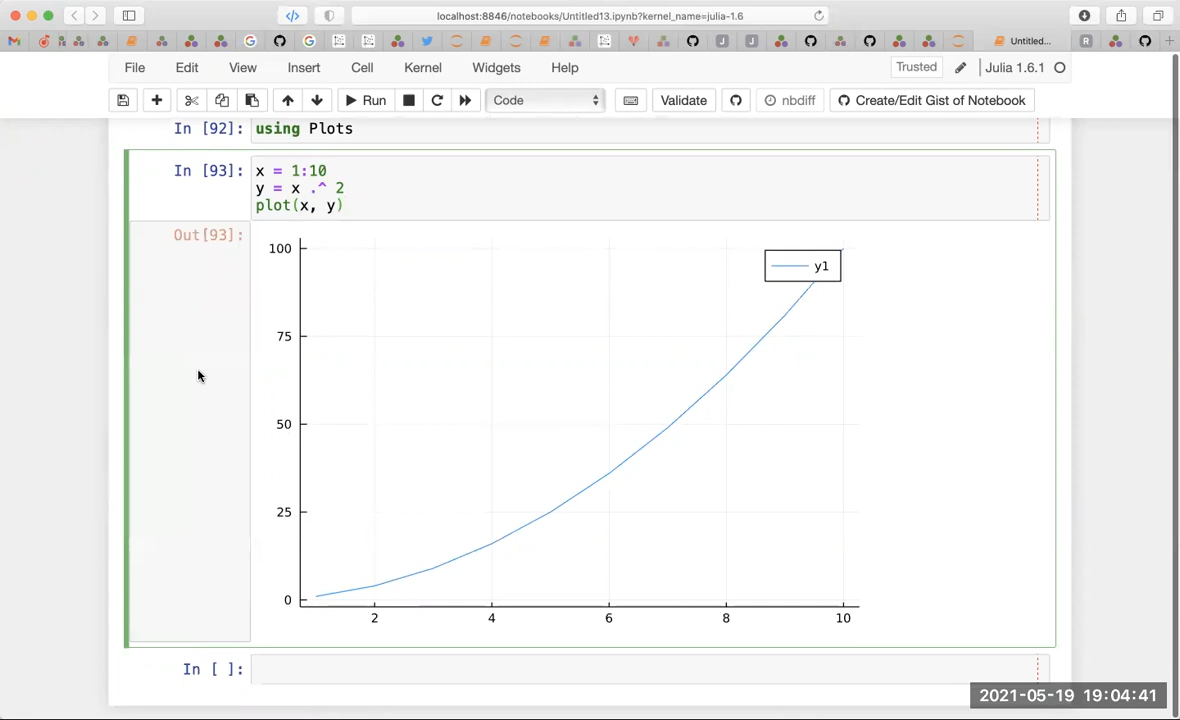 localhost:8846/notebooks/Untitled13.ipynb?kernel_name=julia-1.6
Untitled...
File Edit View Insert Cell Kernel Widgets Help Trusted Julia 1.6.1
Run Code Validate nbdiff Create/Edit Gist of Notebook
In [92]: using Plots
In [93]: x = 1:10
y = x .^ 2
plot(x, y)
Out[93]:
100
y1
75
50
25
0
2 4 6 8 10
In [ ]:
2021-05-19 19:04:41